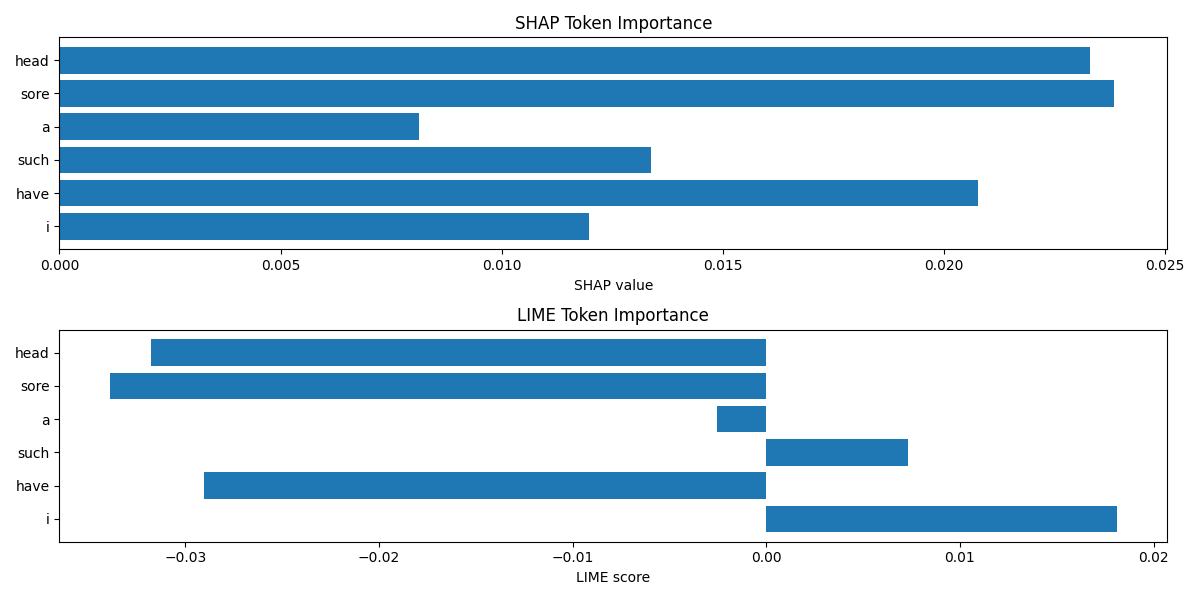 SHAP Token Importance
head
sore
a
such
have
i
0.000 0.005 0.010 0.015 0.020 0.025
SHAP value
LIME Token Importance
head
sore
a
such
have
i
−0.03 −0.02 −0.01 0.00 0.01 0.02
LIME score